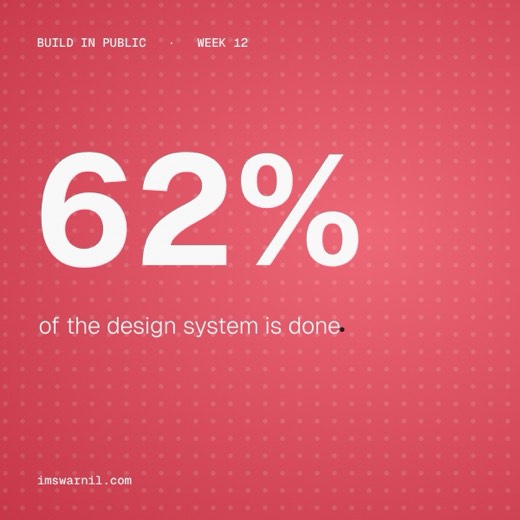 BUILD IN PUBLIC · WEEK 12
62%
of the design system is done.
imswarnil.com